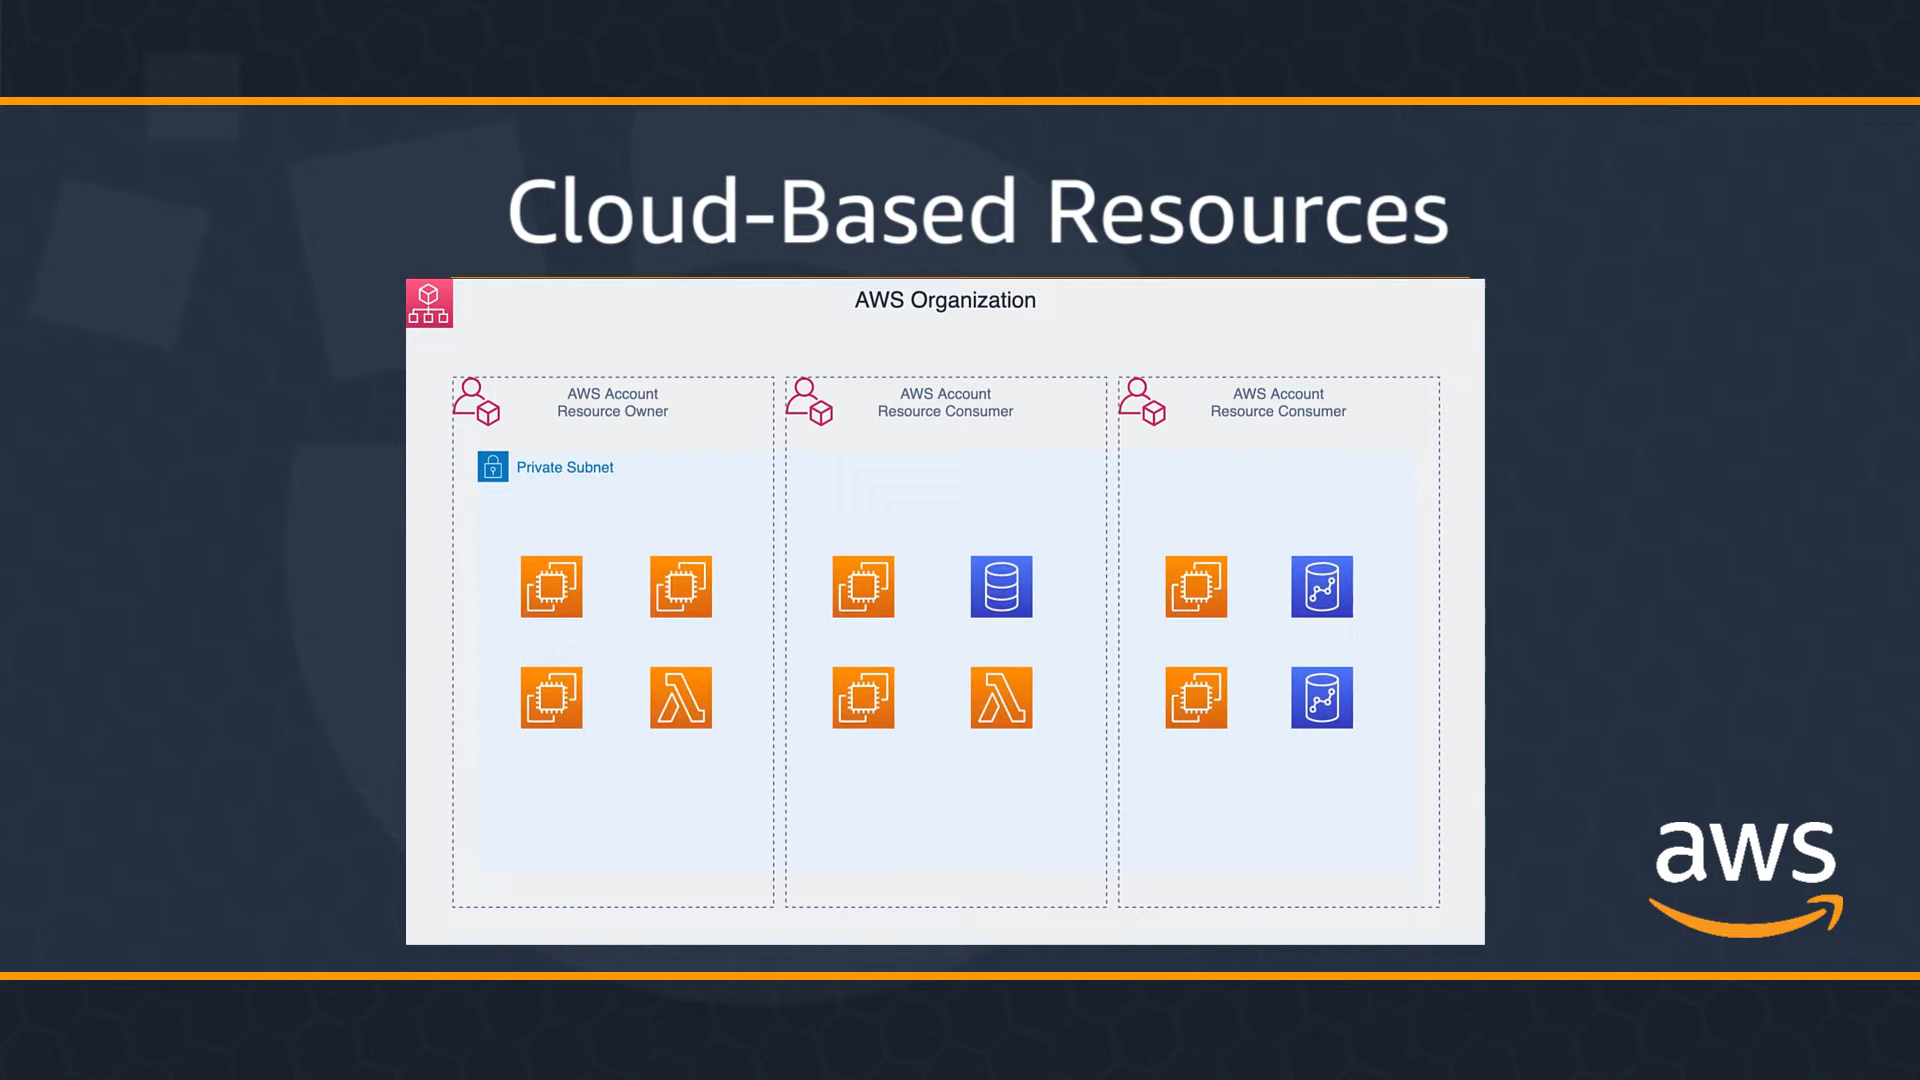 Cloud-Based Resources
AWS Organization
AWS Account
Resource Owner
AWS Account
Resource Consumer
AWS Account
Resource Consumer
Private Subnet
aws